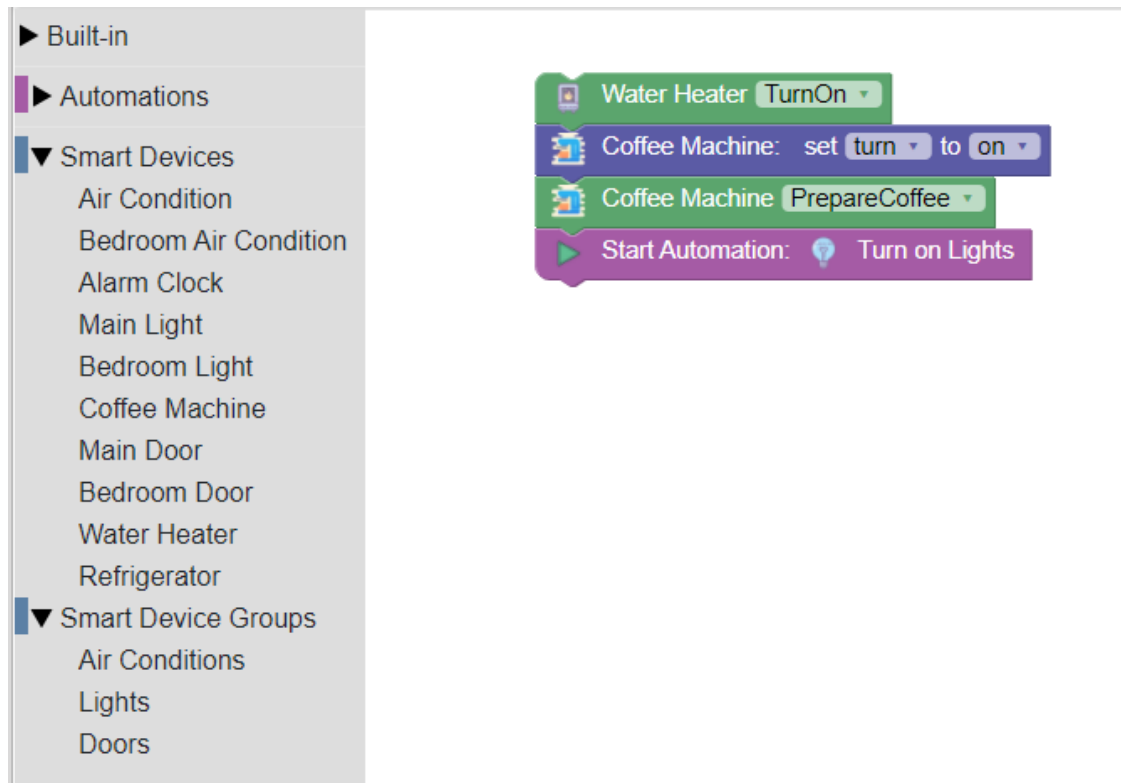 Built-in
Automations
Smart Devices
Air Condition
Bedroom Air Condition
Alarm Clock
Main Light
Bedroom Light
Coffee Machine
Main Door
Bedroom Door
Water Heater
Refrigerator
Smart Device Groups
Air Conditions
Lights
Doors
Water Heater TurnOn
Coffee Machine: set turn to on
Coffee Machine PrepareCoffee
Start Automation: Turn on Lights